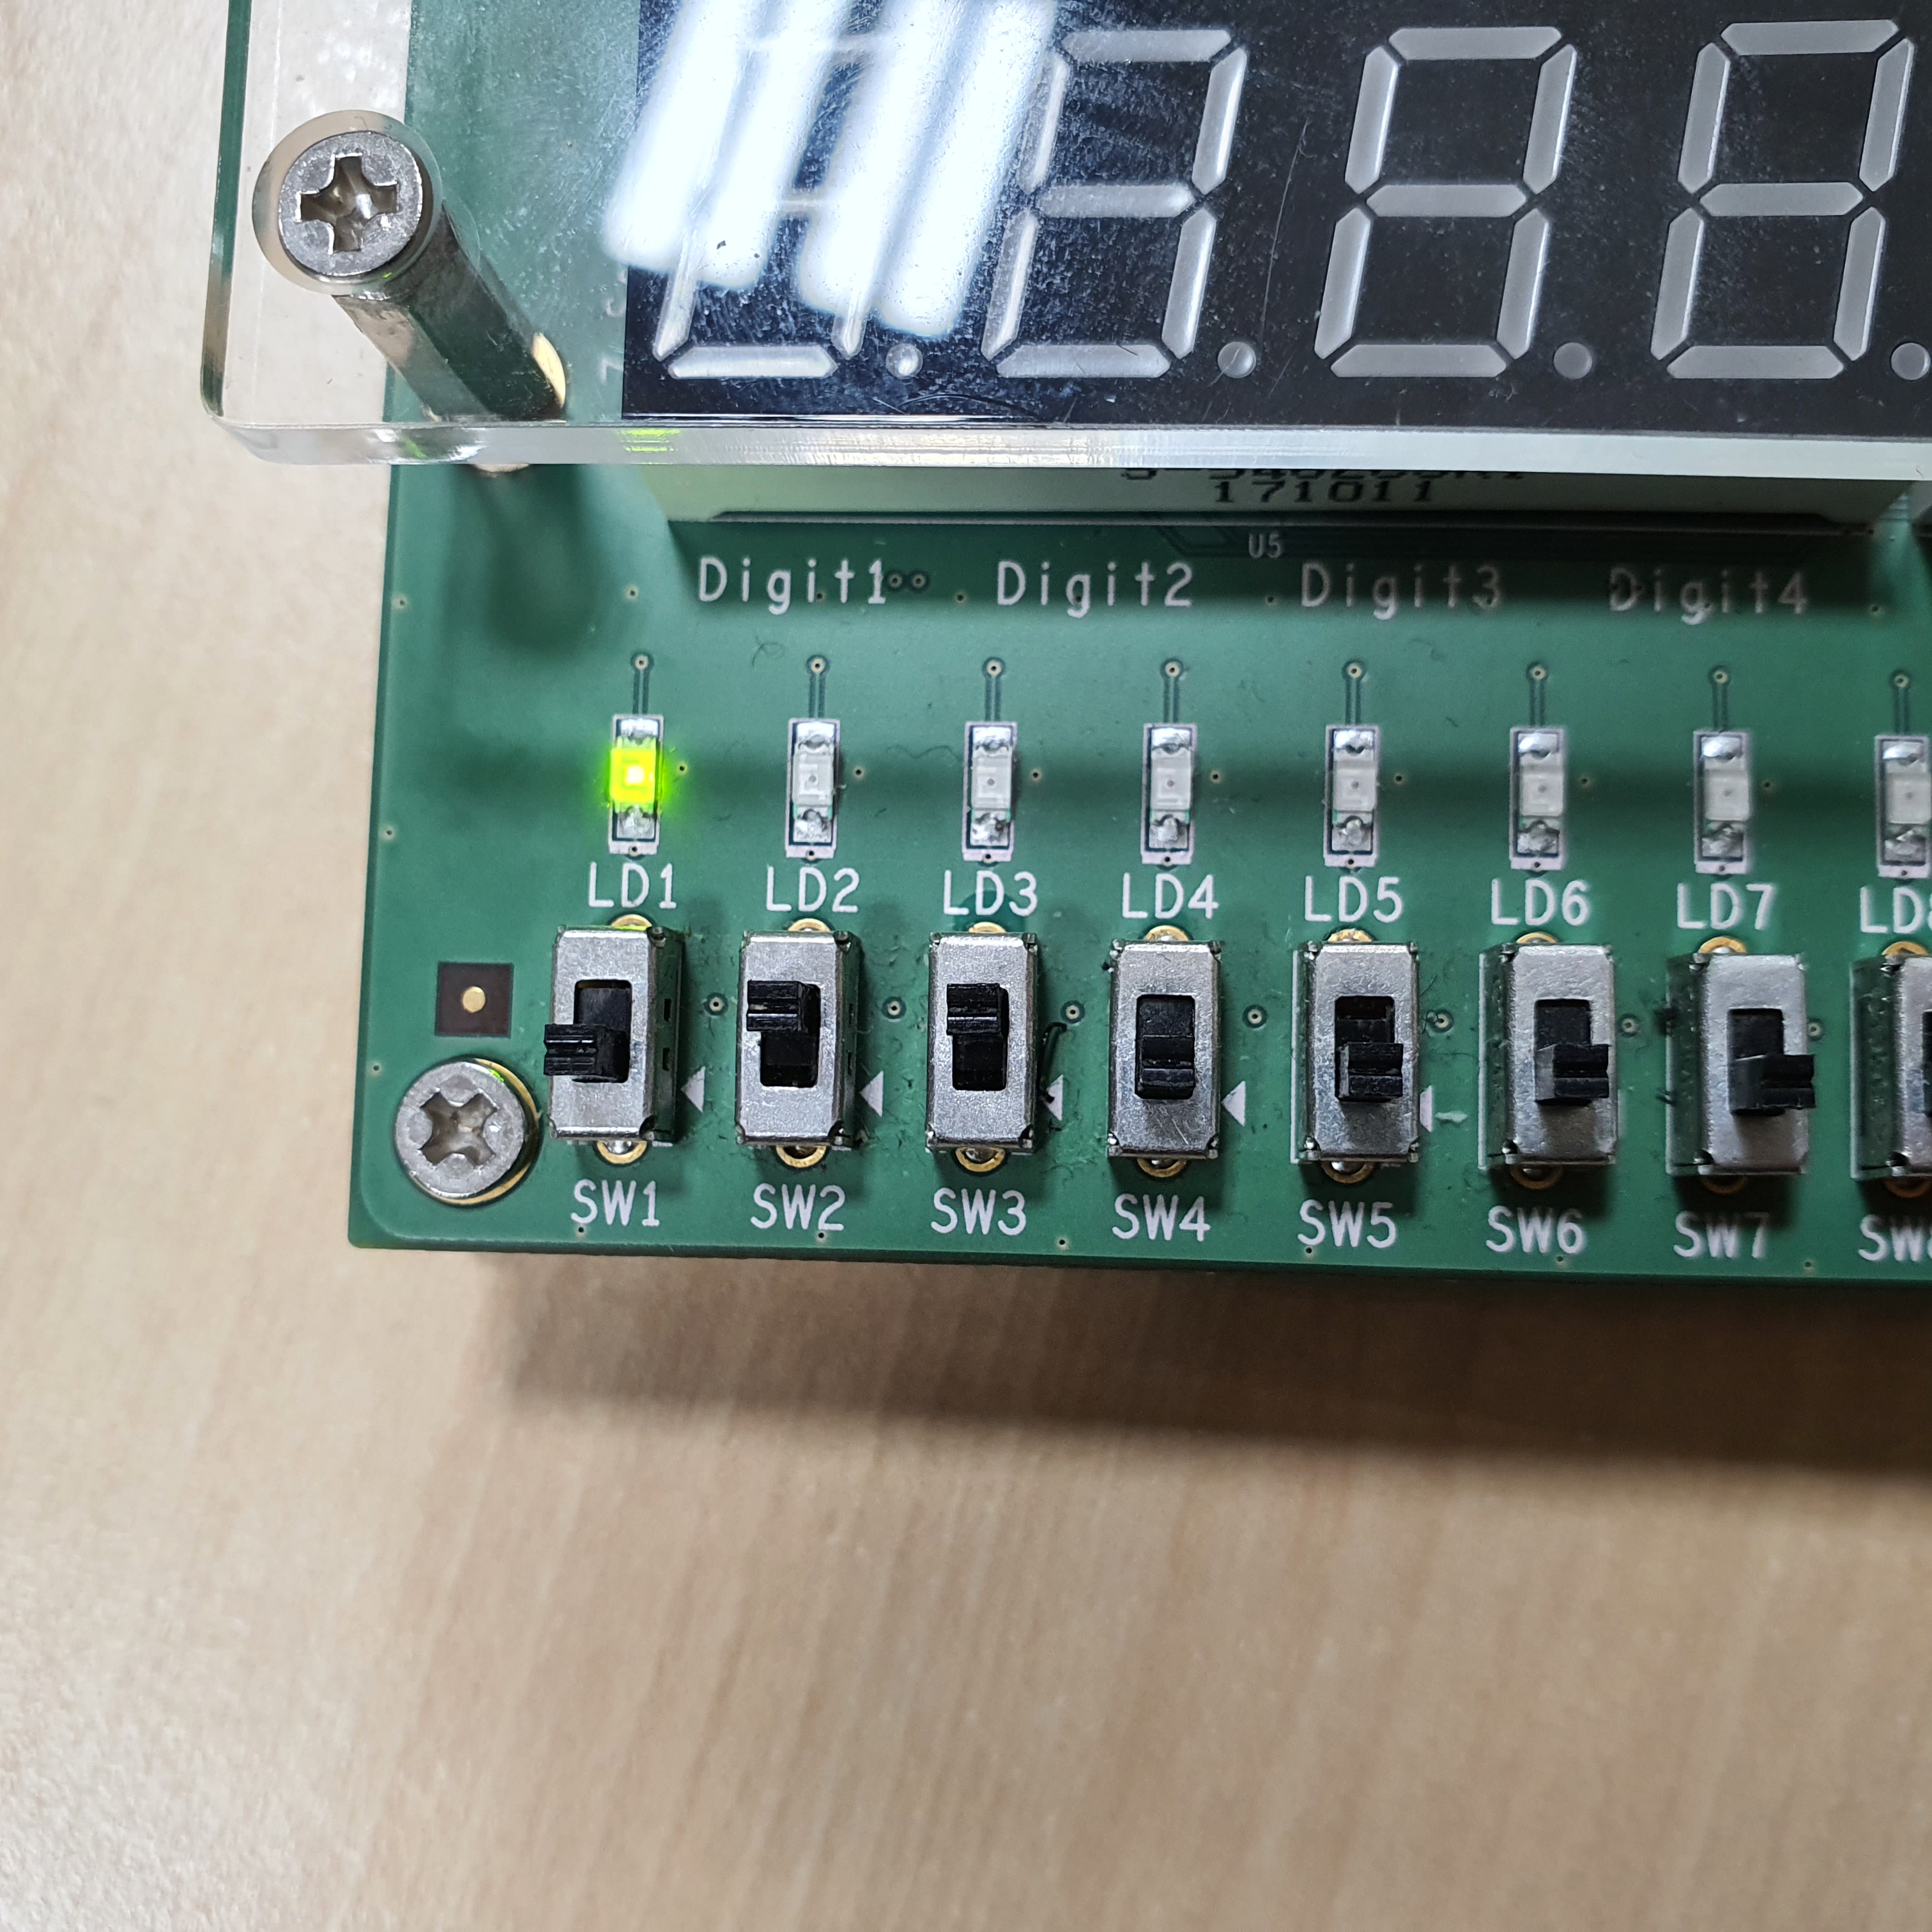 171011
U5
Digit1 Digit2 Digit3 Digit4
LD1 LD2 LD3 LD4 LD5 LD6 LD7
SW1 SW2 SW3 SW4 SW5 SW6 SW7